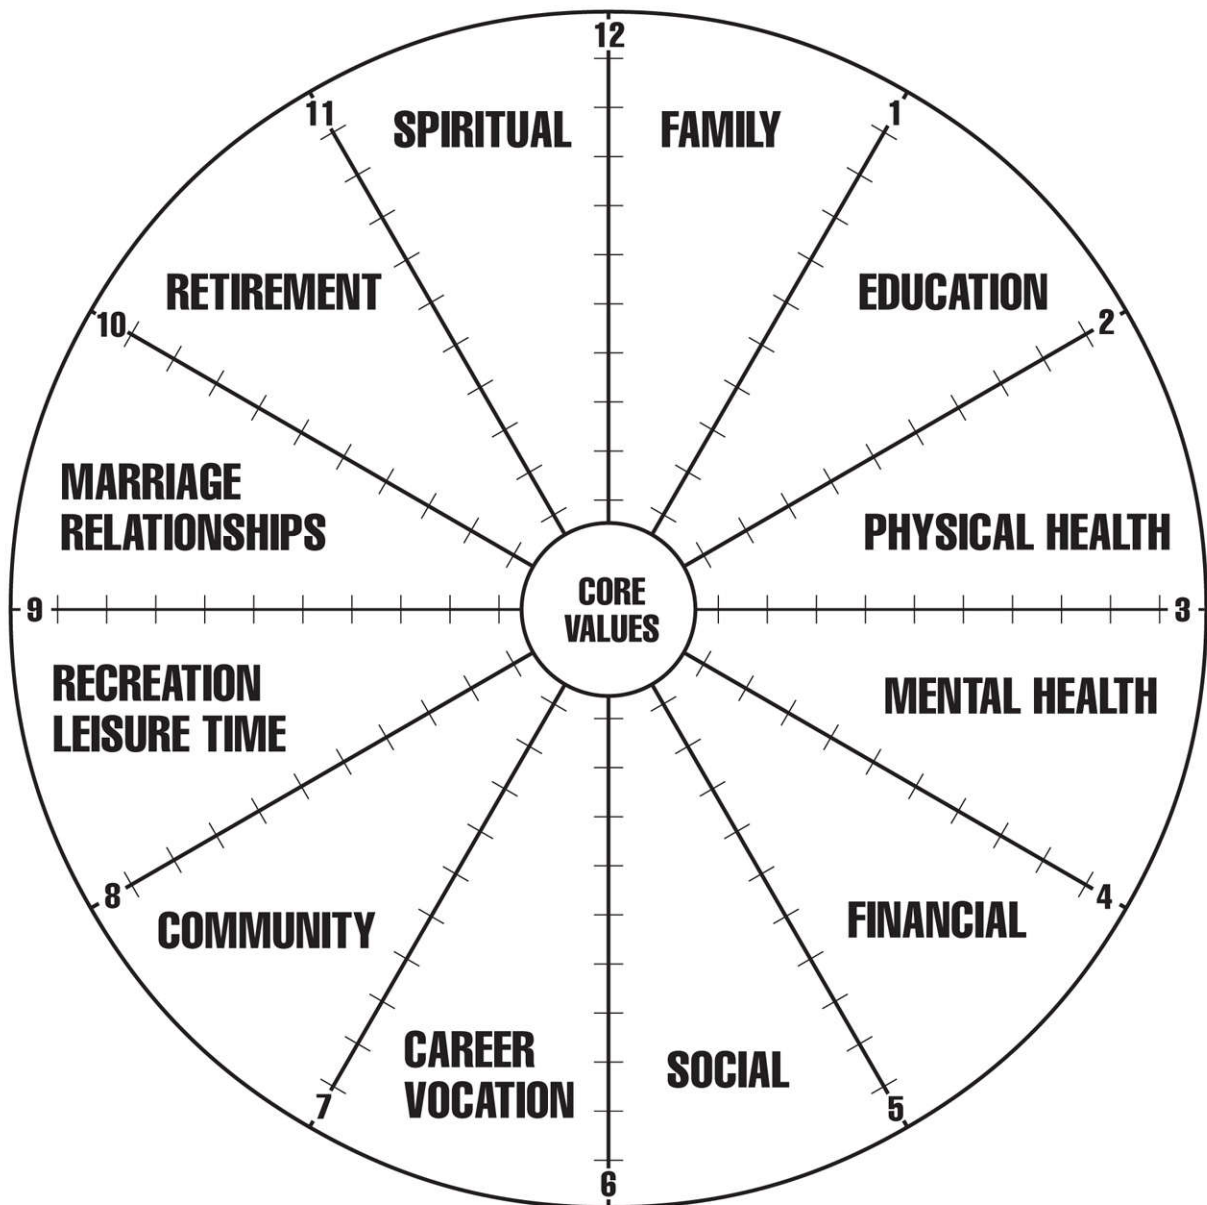 12
11
SPIRITUAL
FAMILY
1
RETIREMENT
EDUCATION
10
2
MARRIAGE
RELATIONSHIPS
PHYSICAL HEALTH
9
CORE
VALUES
3
RECREATION
LEISURE TIME
MENTAL HEALTH
8
4
COMMUNITY
FINANCIAL
CAREER
VOCATION
SOCIAL
7
5
6